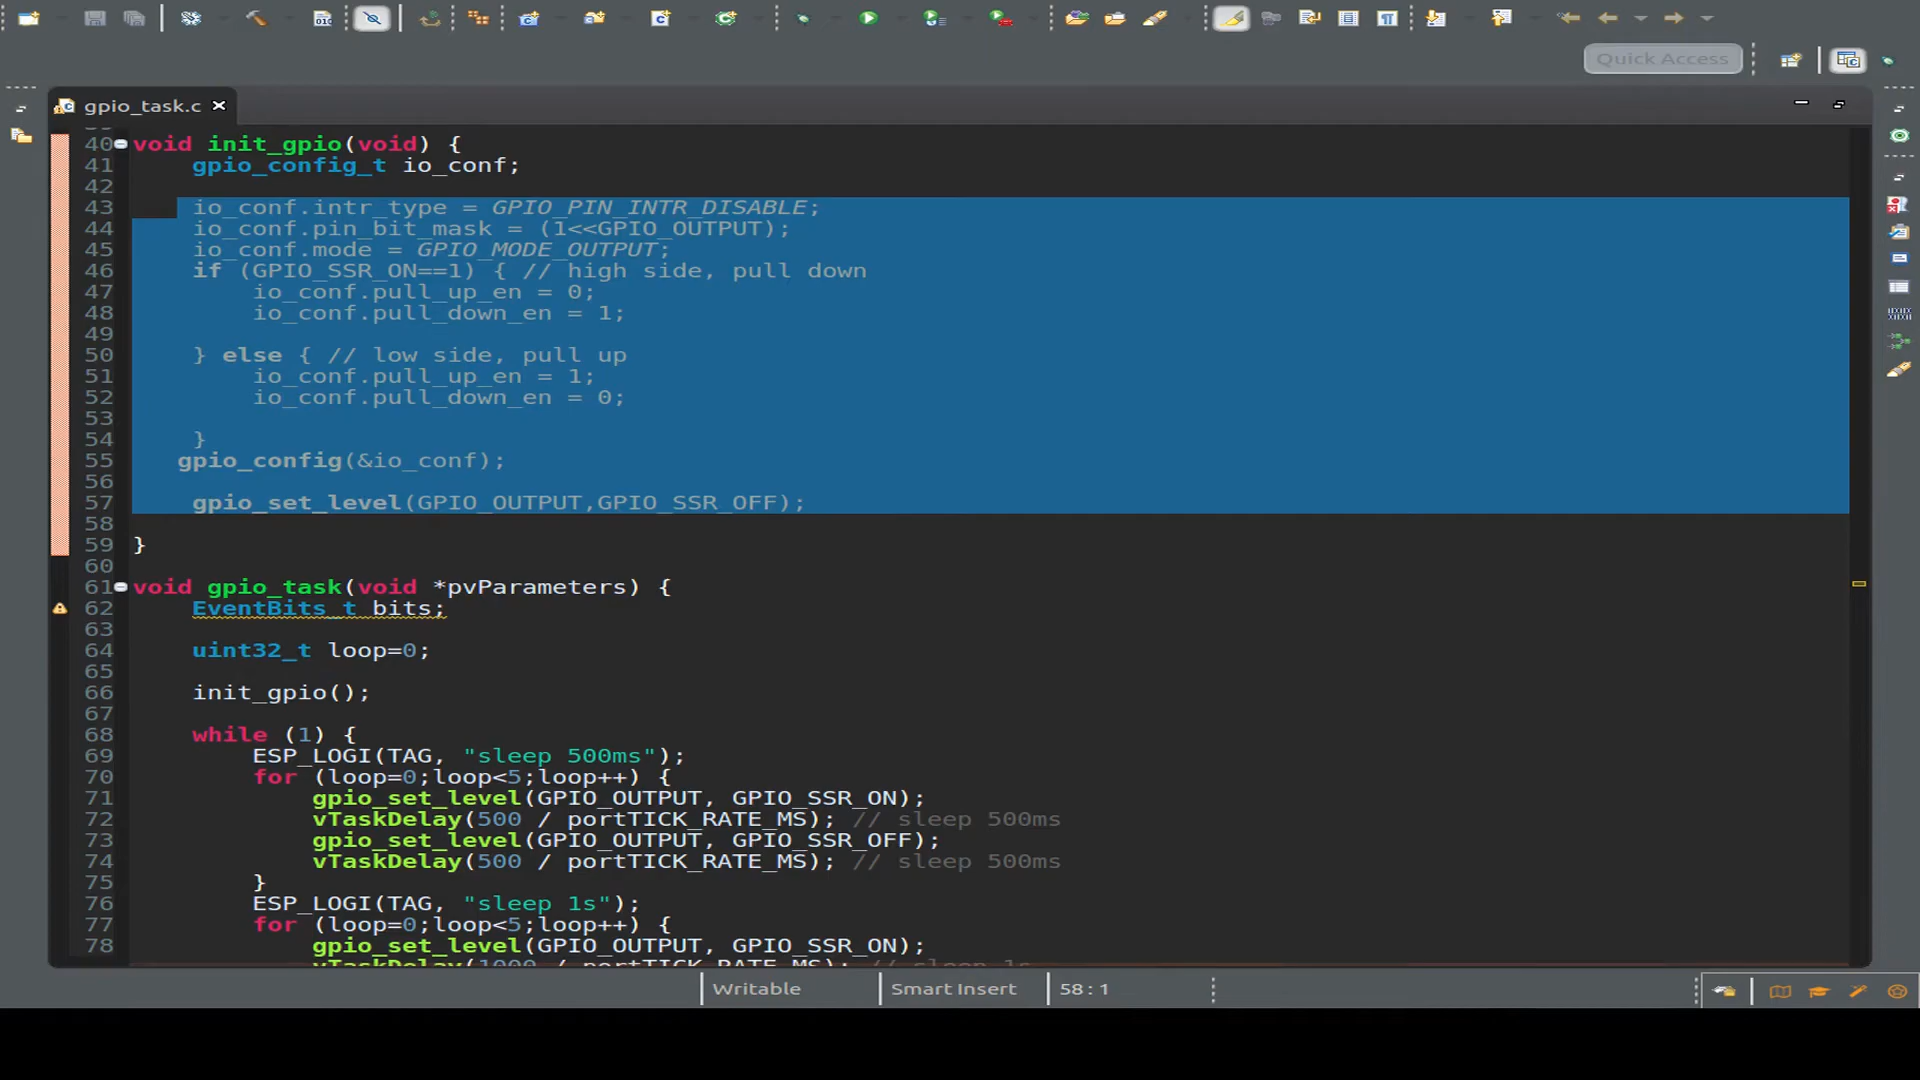 Quick Access
gpio_task.c
40 void init_gpio(void) {
41 gpio_config_t io_conf;
42
43 io_conf.intr_type = GPIO_PIN_INTR_DISABLE;
44 io_conf.pin_bit_mask = (1<<GPIO_OUTPUT);
45 io_conf.mode = GPIO_MODE_OUTPUT;
46 if (GPIO_SSR_ON==1) { // high side, pull down
47 io_conf.pull_up_en = 0;
48 io_conf.pull_down_en = 1;
49
50 } else { // low side, pull up
51 io_conf.pull_up_en = 1;
52 io_conf.pull_down_en = 0;
53
54 }
55 gpio_config(&io_conf);
56
57 gpio_set_level(GPIO_OUTPUT,GPIO_SSR_OFF);
58
59 }
60
61 void gpio_task(void *pvParameters) {
62 EventBits_t bits;
63
64 uint32_t loop=0;
65
66 init_gpio();
67
68 while (1) {
69 ESP_LOGI(TAG, "sleep 500ms");
70 for (loop=0;loop<5;loop++) {
71 gpio_set_level(GPIO_OUTPUT, GPIO_SSR_ON);
72 vTaskDelay(500 / portTICK_RATE_MS); // sleep 500ms
73 gpio_set_level(GPIO_OUTPUT, GPIO_SSR_OFF);
74 vTaskDelay(500 / portTICK_RATE_MS); // sleep 500ms
75 }
76 ESP_LOGI(TAG, "sleep 1s");
77 for (loop=0;loop<5;loop++) {
78 gpio_set_level(GPIO_OUTPUT, GPIO_SSR_ON);
vTaskDelay(1000 / portTICK_RATE_MS); // sleep 1s
Writable
Smart Insert
58 : 1